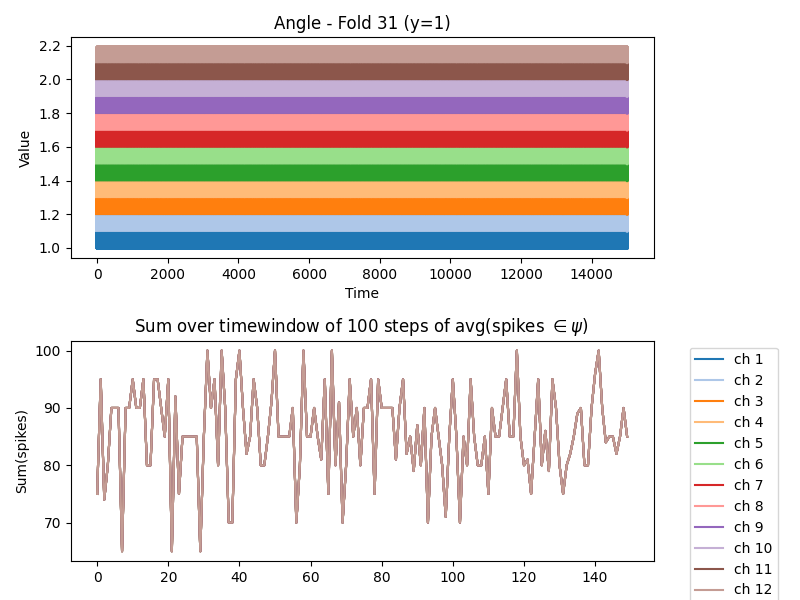 Angle - Fold 31 (y=1)
2.2
2.0
1.8
1.6
1.4
1.2
1.0
Value
0 2000 4000 6000 8000 10000 12000 14000
Time
Sum over timewindow of 100 steps of avg(spikes ∈ ψ)
100
90
80
70
Sum(spikes)
0 20 40 60 80 100 120 140
ch 1
ch 2
ch 3
ch 4
ch 5
ch 6
ch 7
ch 8
ch 9
ch 10
ch 11
ch 12